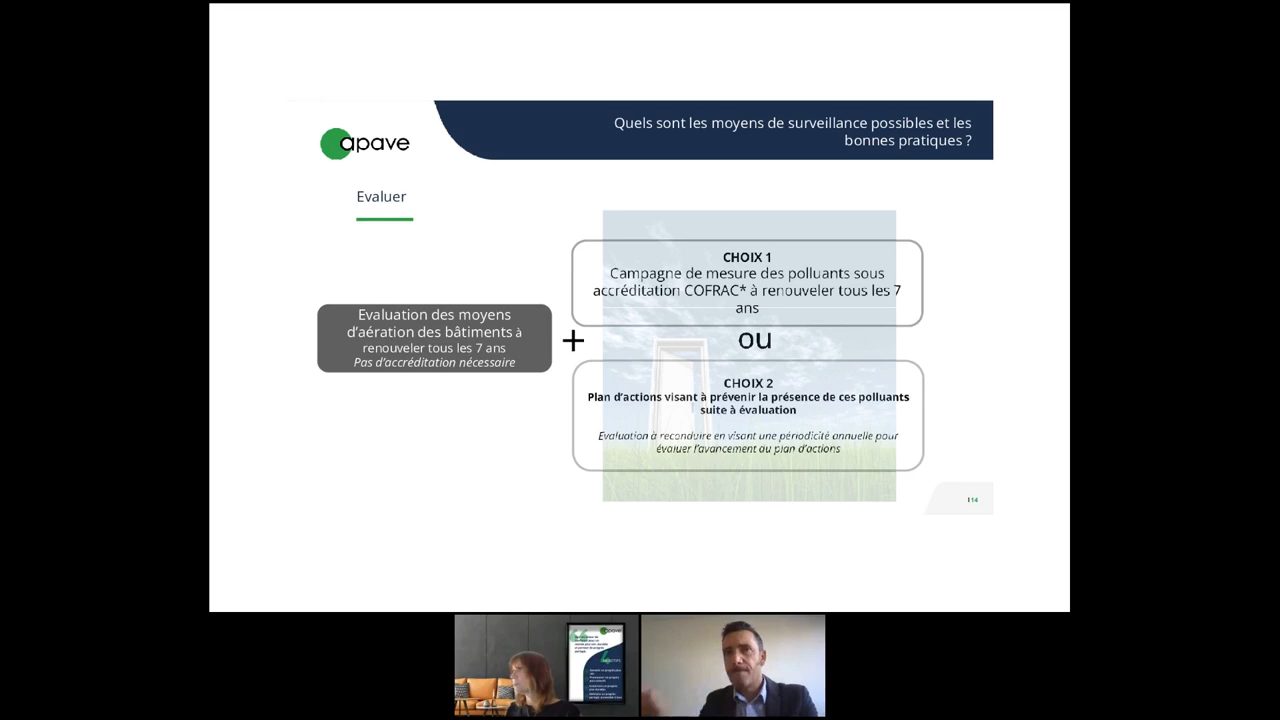 apave
Quels sont les moyens de surveillance possibles et les
bonnes pratiques ?
Evaluer
Evaluation des moyens
d’aération des bâtiments à
renouveler tous les 7 ans
Pas d’accréditation nécessaire
+
CHOIX 1
Campagne de mesure des polluants sous
accréditation COFRAC* à renouveler tous les 7
ans
ou
CHOIX 2
Plan d’actions visant à prévenir la présence de ces polluants
suite à évaluation
Evaluation à reconduire en visant une périodicité annuelle pour
évaluer l’avancement au plan d’actions
14
apave